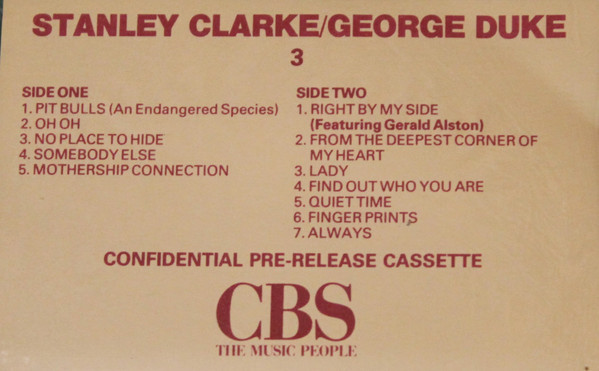 STANLEY CLARKE/GEORGE DUKE
3
SIDE ONE
1. PIT BULLS (An Endangered Species)
2. OH OH
3. NO PLACE TO HIDE
4. SOMEBODY ELSE
5. MOTHERSHIP CONNECTION
SIDE TWO
1. RIGHT BY MY SIDE
(Featuring Gerald Alston)
2. FROM THE DEEPEST CORNER OF
MY HEART
3. LADY
4. FIND OUT WHO YOU ARE
5. QUIET TIME
6. FINGER PRINTS
7. ALWAYS
CONFIDENTIAL PRE-RELEASE CASSETTE
CBS
THE MUSIC PEOPLE